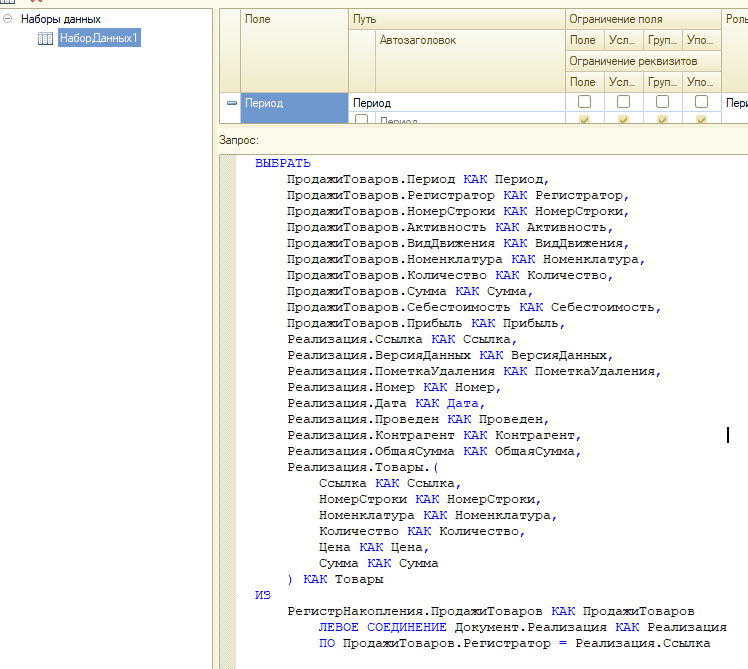 Наборы данных
НаборДанных1
Поле
Путь
Ограничение поля
Роль
Автозаголовок
Поле
Усл...
Груп...
Упо...
Ограничение реквизитов
Поле
Усл...
Груп...
Упо...
Период
Период
Пери
Период
Запрос:
ВЫБРАТЬ
ПродажиТоваров.Период КАК Период,
ПродажиТоваров.Регистратор КАК Регистратор,
ПродажиТоваров.НомерСтроки КАК НомерСтроки,
ПродажиТоваров.Активность КАК Активность,
ПродажиТоваров.ВидДвижения КАК ВидДвижения,
ПродажиТоваров.Номенклатура КАК Номенклатура,
ПродажиТоваров.Количество КАК Количество,
ПродажиТоваров.Сумма КАК Сумма,
ПродажиТоваров.Себестоимость КАК Себестоимость,
ПродажиТоваров.Прибыль КАК Прибыль,
Реализация.Ссылка КАК Ссылка,
Реализация.ВерсияДанных КАК ВерсияДанных,
Реализация.ПометкаУдаления КАК ПометкаУдаления,
Реализация.Номер КАК Номер,
Реализация.Дата КАК Дата,
Реализация.Проведен КАК Проведен,
Реализация.Контрагент КАК Контрагент,
Реализация.ОбщаяСумма КАК ОбщаяСумма,
Реализация.Товары.(
Ссылка КАК Ссылка,
НомерСтроки КАК НомерСтроки,
Номенклатура КАК Номенклатура,
Количество КАК Количество,
Цена КАК Цена,
Сумма КАК Сумма
) КАК Товары
ИЗ
РегистрНакопления.ПродажиТоваров КАК ПродажиТоваров
ЛЕВОЕ СОЕДИНЕНИЕ Документ.Реализация КАК Реализация
ПО ПродажиТоваров.Регистратор = Реализация.Ссылка